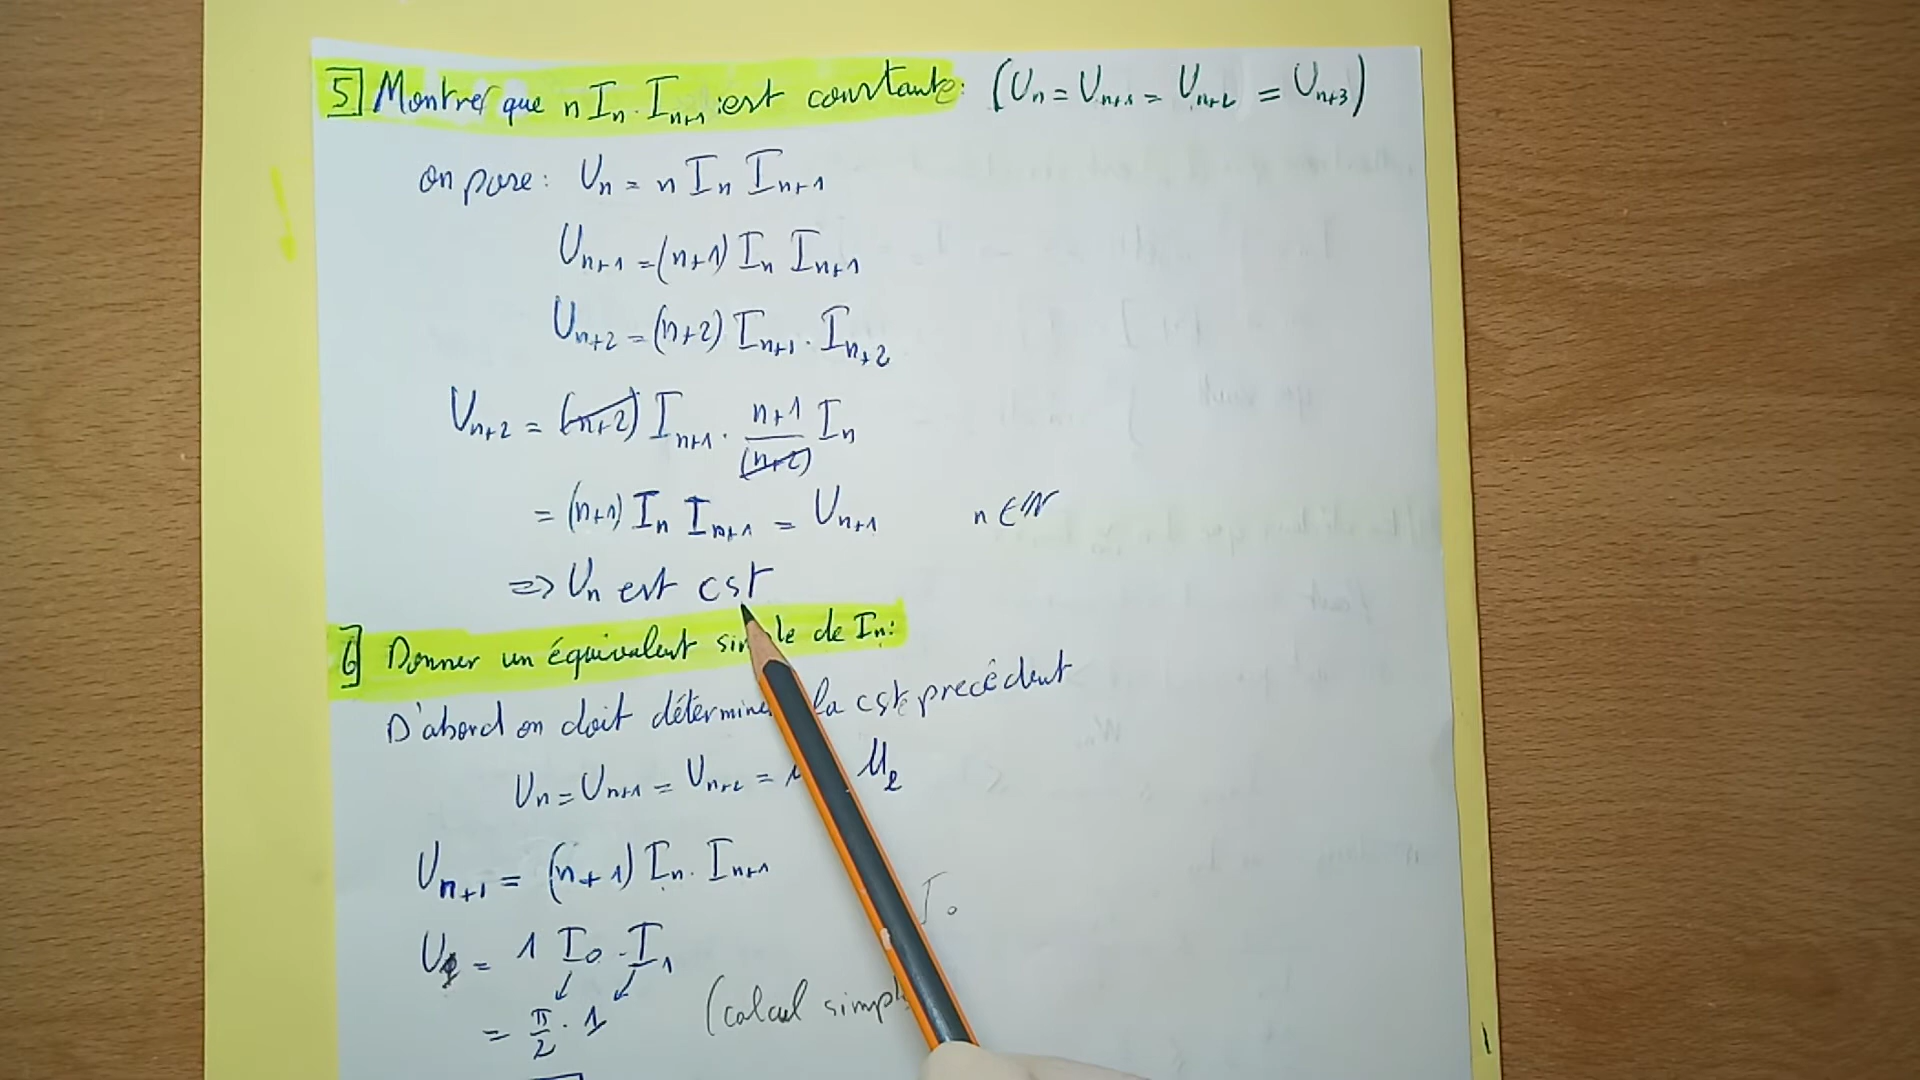 5] Montrer que n Iₙ . Iₙ₊₁ : est constante : (Uₙ = Uₙ₊₁ = Uₙ₊₂ = Uₙ₊₃)
on pose : Uₙ = n Iₙ Iₙ₊₁
Uₙ₊₁ = (n+1) Iₙ Iₙ₊₁
Uₙ₊₂ = (n+2) Iₙ₊₁ . Iₙ₊₂
Uₙ₊₂ = (n+2) Iₙ₊₁ . n+1/(n+2) Iₙ
= (n+1) Iₙ Iₙ₊₁ = Uₙ₊₁ n ∈ ℕ
=> Uₙ est cst
6] Donner un équivalent simple de Iₙ :
D'abord on doit détermine la cste precêdent
Uₙ = Uₙ₊₁ = Uₙ₊₂ =
Uₙ₊₁ = (n+1) Iₙ . Iₙ₊₁
I₀
= 1 I₀ . I₁
↓ ↓
= π/2 . 1 (calcul simpl